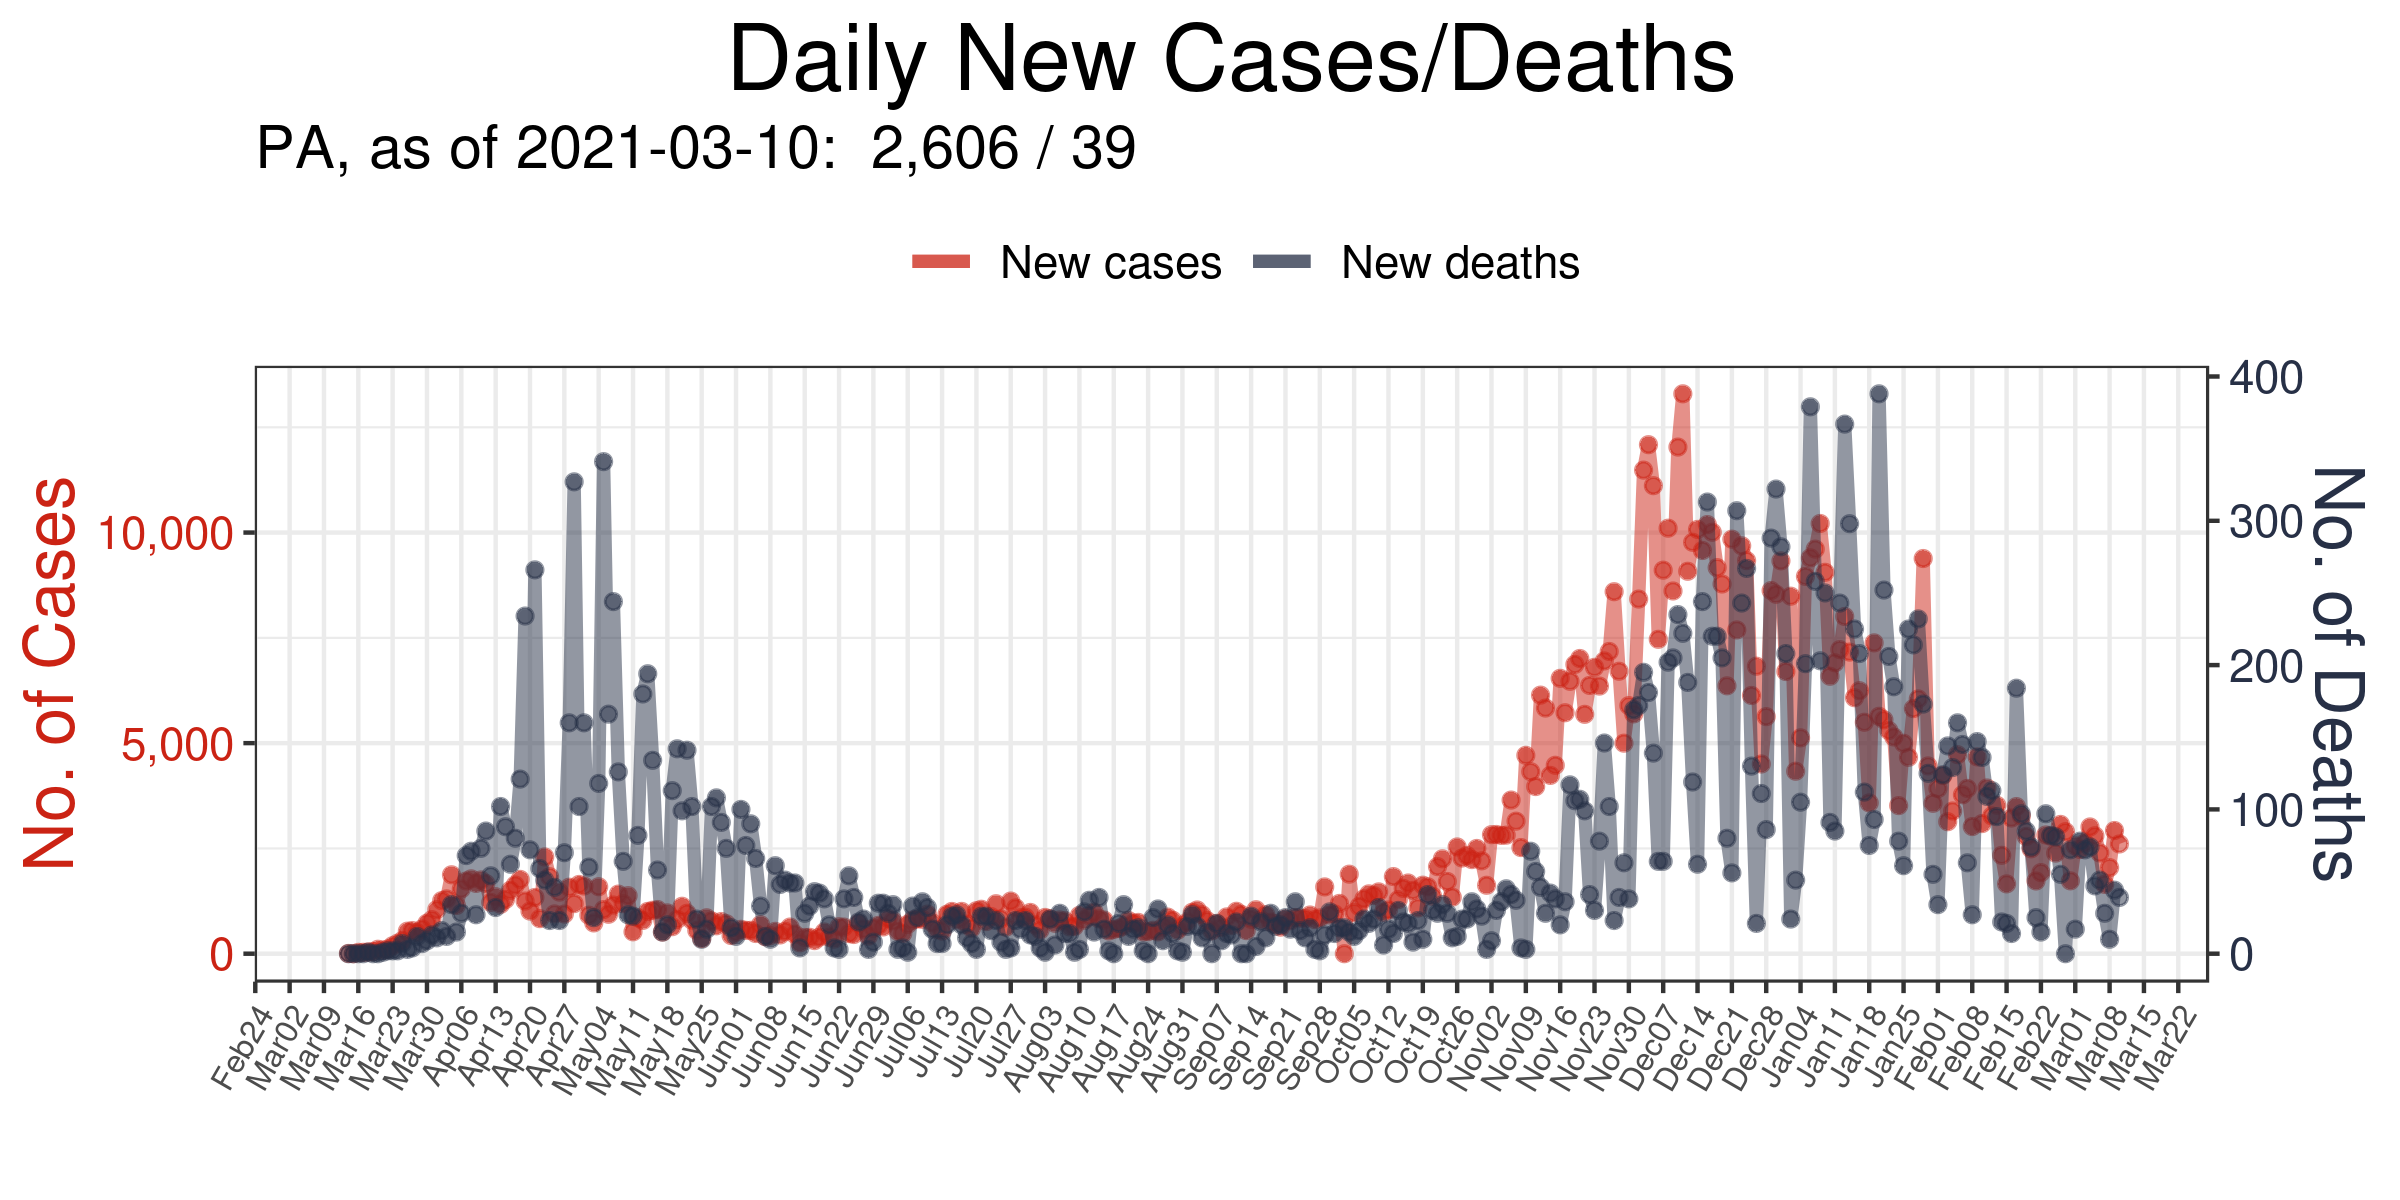 Daily New Cases/Deaths
PA, as of 2021-03-10:  2,606 / 39
New cases
New deaths
No. of Cases
10,000
5,000
0
400
300
200
100
0
No. of Deaths
Feb24
Mar02
Mar09
Mar16
Mar23
Mar30
Apr06
Apr13
Apr20
Apr27
May04
May11
May18
May25
Jun01
Jun08
Jun15
Jun22
Jun29
Jul06
Jul13
Jul20
Jul27
Aug03
Aug10
Aug17
Aug24
Aug31
Sep07
Sep14
Sep21
Sep28
Oct05
Oct12
Oct19
Oct26
Nov02
Nov09
Nov16
Nov23
Nov30
Dec07
Dec14
Dec21
Dec28
Jan04
Jan11
Jan18
Jan25
Feb01
Feb08
Feb15
Feb22
Mar01
Mar08
Mar15
Mar22